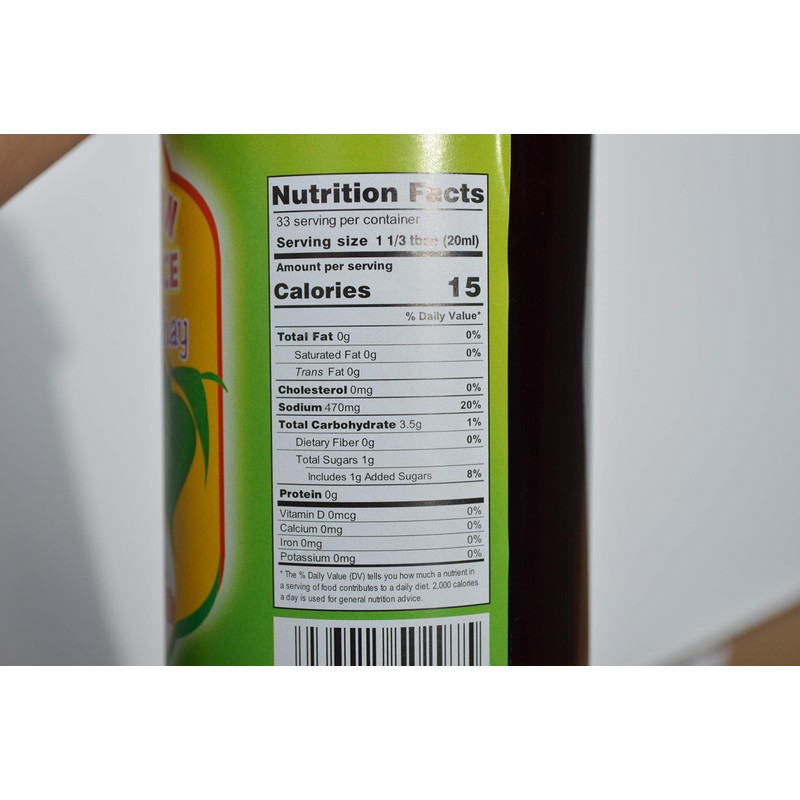 Nutrition Facts
33 serving per container
Serving size 1 1/3 (20ml)
Amount per serving
Calories 15
% Daily Value*
Total Fat 0g 0%
Saturated Fat 0g 0%
Trans Fat 0g
Cholesterol 0mg 0%
Sodium 470mg 20%
Total Carbohydrate 3.5g 1%
Dietary Fiber 0g 0%
Total Sugars 1g
Includes 1g Added Sugars 8%
Protein 0g
Vitamin D 0mcg 0%
Calcium 0mg 0%
Iron 0mg 0%
Potassium 0mg 0%
* The % Daily Value (DV) tells you how much a nutrient in
a serving of food contributes to a daily diet. 2,000 calories
a day is used for general nutrition advice.